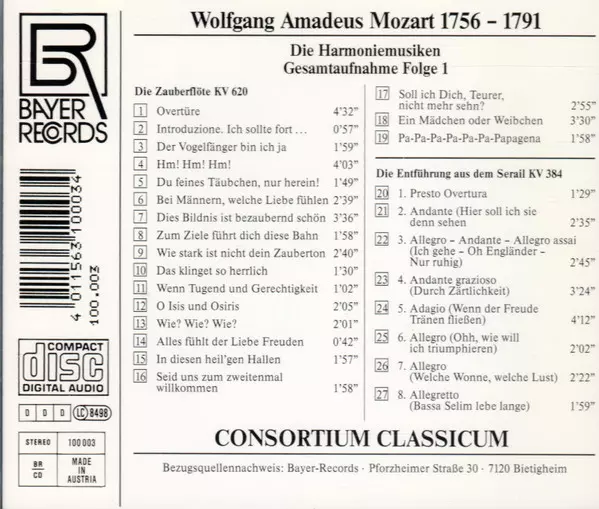 Wolfgang Amadeus Mozart 1756 – 1791
Die Harmoniemusiken
Gesamtaufnahme Folge 1
Die Zauberflöte KV 620
1 Overtüre 4'32"
2 Introduzione. Ich sollte fort ... 0'57"
3 Der Vogelfänger bin ich ja 1'59"
4 Hm! Hm! Hm! 4'03"
5 Du feines Täubchen, nur herein! 1'49"
6 Bei Männern, welche Liebe fühlen 2'39"
7 Dies Bildnis ist bezaubernd schön 3'36"
8 Zum Ziele führt dich diese Bahn 1'58"
9 Wie stark ist nicht dein Zauberton 2'40"
10 Das klinget so herrlich 1'30"
11 Wenn Tugend und Gerechtigkeit 1'02"
12 O Isis und Osiris 2'05"
13 Wie? Wie? Wie? 2'01"
14 Alles fühlt der Liebe Freuden 0'42"
15 In diesen heil'gen Hallen 1'57"
16 Seid uns zum zweitenmal
willkommen 1'58"
17 Soll ich Dich, Teurer,
nicht mehr sehn? 2'55"
18 Ein Mädchen oder Weibchen 3'30"
19 Pa-Pa-Pa-Pa-Pa-Papagena 1'58"
Die Entführung aus dem Serail KV 384
20 1. Presto Overtura 1'29"
21 2. Andante (Hier soll ich sie
denn sehen 2'35"
22 3. Allegro – Andante – Allegro assai
(Ich gehe – Oh Engländer –
Nur ruhig) 2'45"
23 4. Andante grazioso
(Durch Zärtlichkeit) 3'24"
24 5. Adagio (Wenn der Freude
Tränen fließen) 4'12"
25 6. Allegro (Ohh, wie will
ich triumphieren) 2'02"
26 7. Allegro
(Welche Wonne, welche Lust) 2'22"
27 8. Allegretto
(Bassa Selim lebe lange) 1'59"
CONSORTIUM CLASSICUM
Bezugsquellennachweis: Bayer-Records · Pforzheimer Straße 30 · 7120 Bietigheim
BR
BAYER
RECORDS
4 011563 100034
100.003
COMPACT
disc
DIGITAL AUDIO
D D D LC 8498
STEREO 100 003
BR
CD
MADE
IN
AUSTRIA